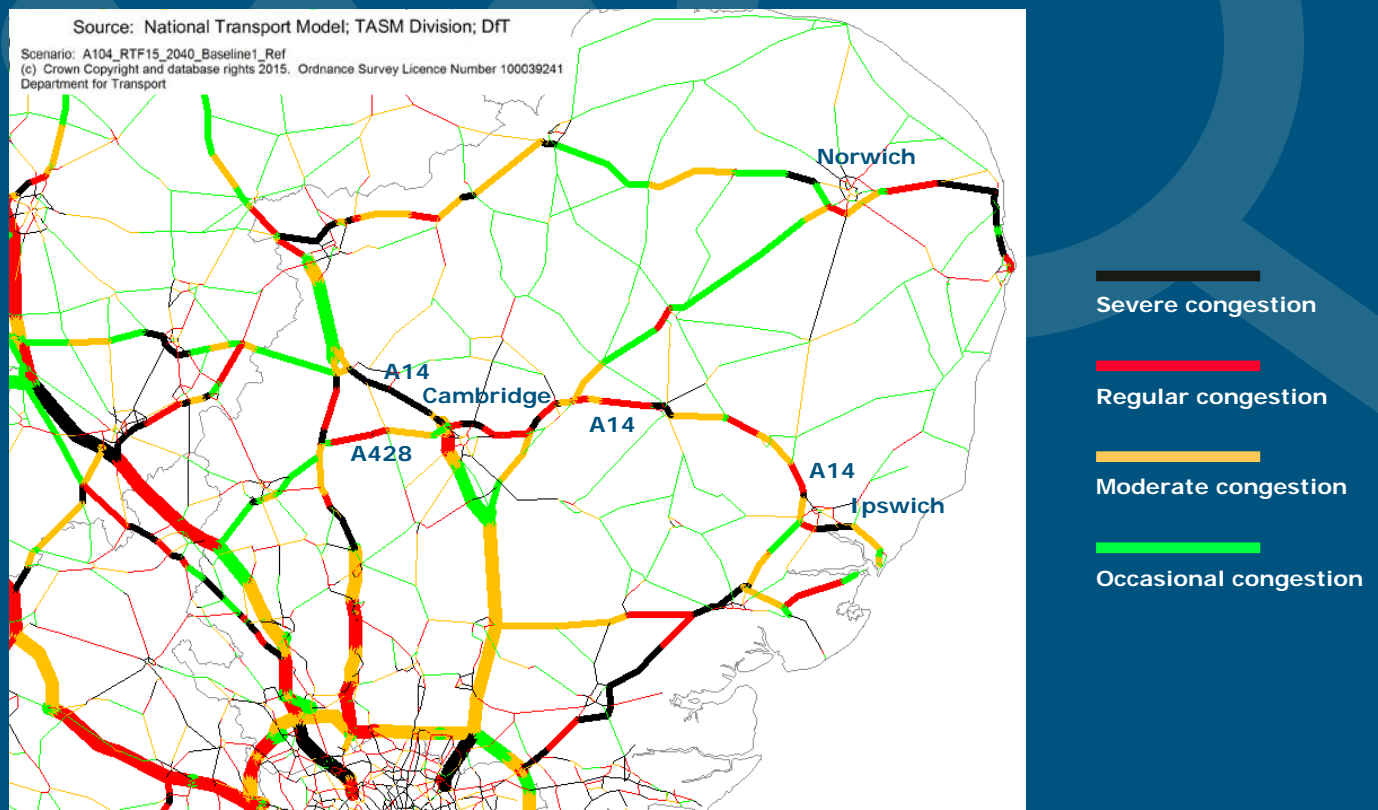 Source: National Transport Model; TASM Division; DfT
Scenario: A104_RTF15_2040_Baseline1_Ref
(c) Crown Copyright and database rights 2015. Ordnance Survey Licence Number 100039241
Department for Transport
Norwich
A14
Cambridge
A14
A428
A14
Ipswich
Severe congestion
Regular congestion
Moderate congestion
Occasional congestion